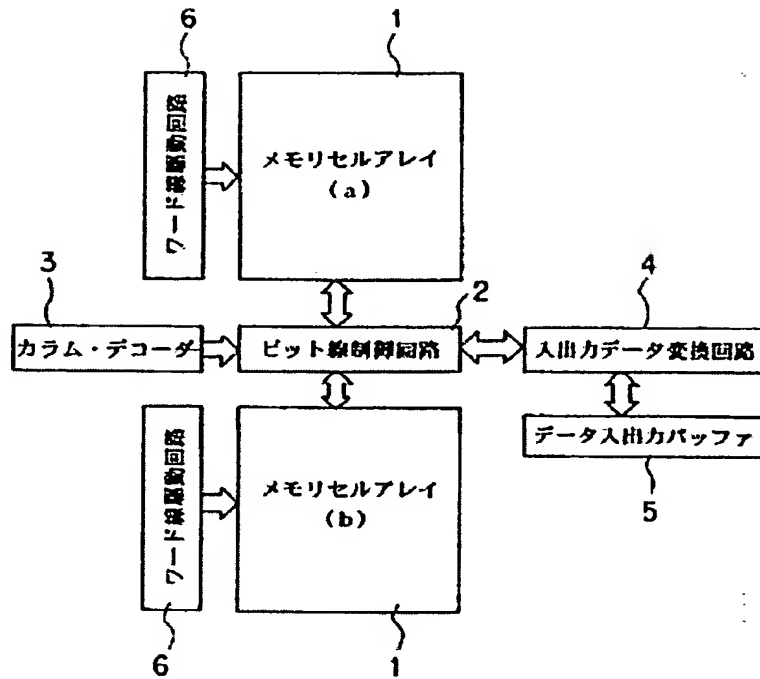 6
1
ワード線駆動回路
メモリセルアレイ
(a)
3
2
4
カラム・デコーダ
ビット線制御回路
入出力データ変換回路
データ入出力バッファ
ワード線駆動回路
メモリセルアレイ
(b)
5
6
1